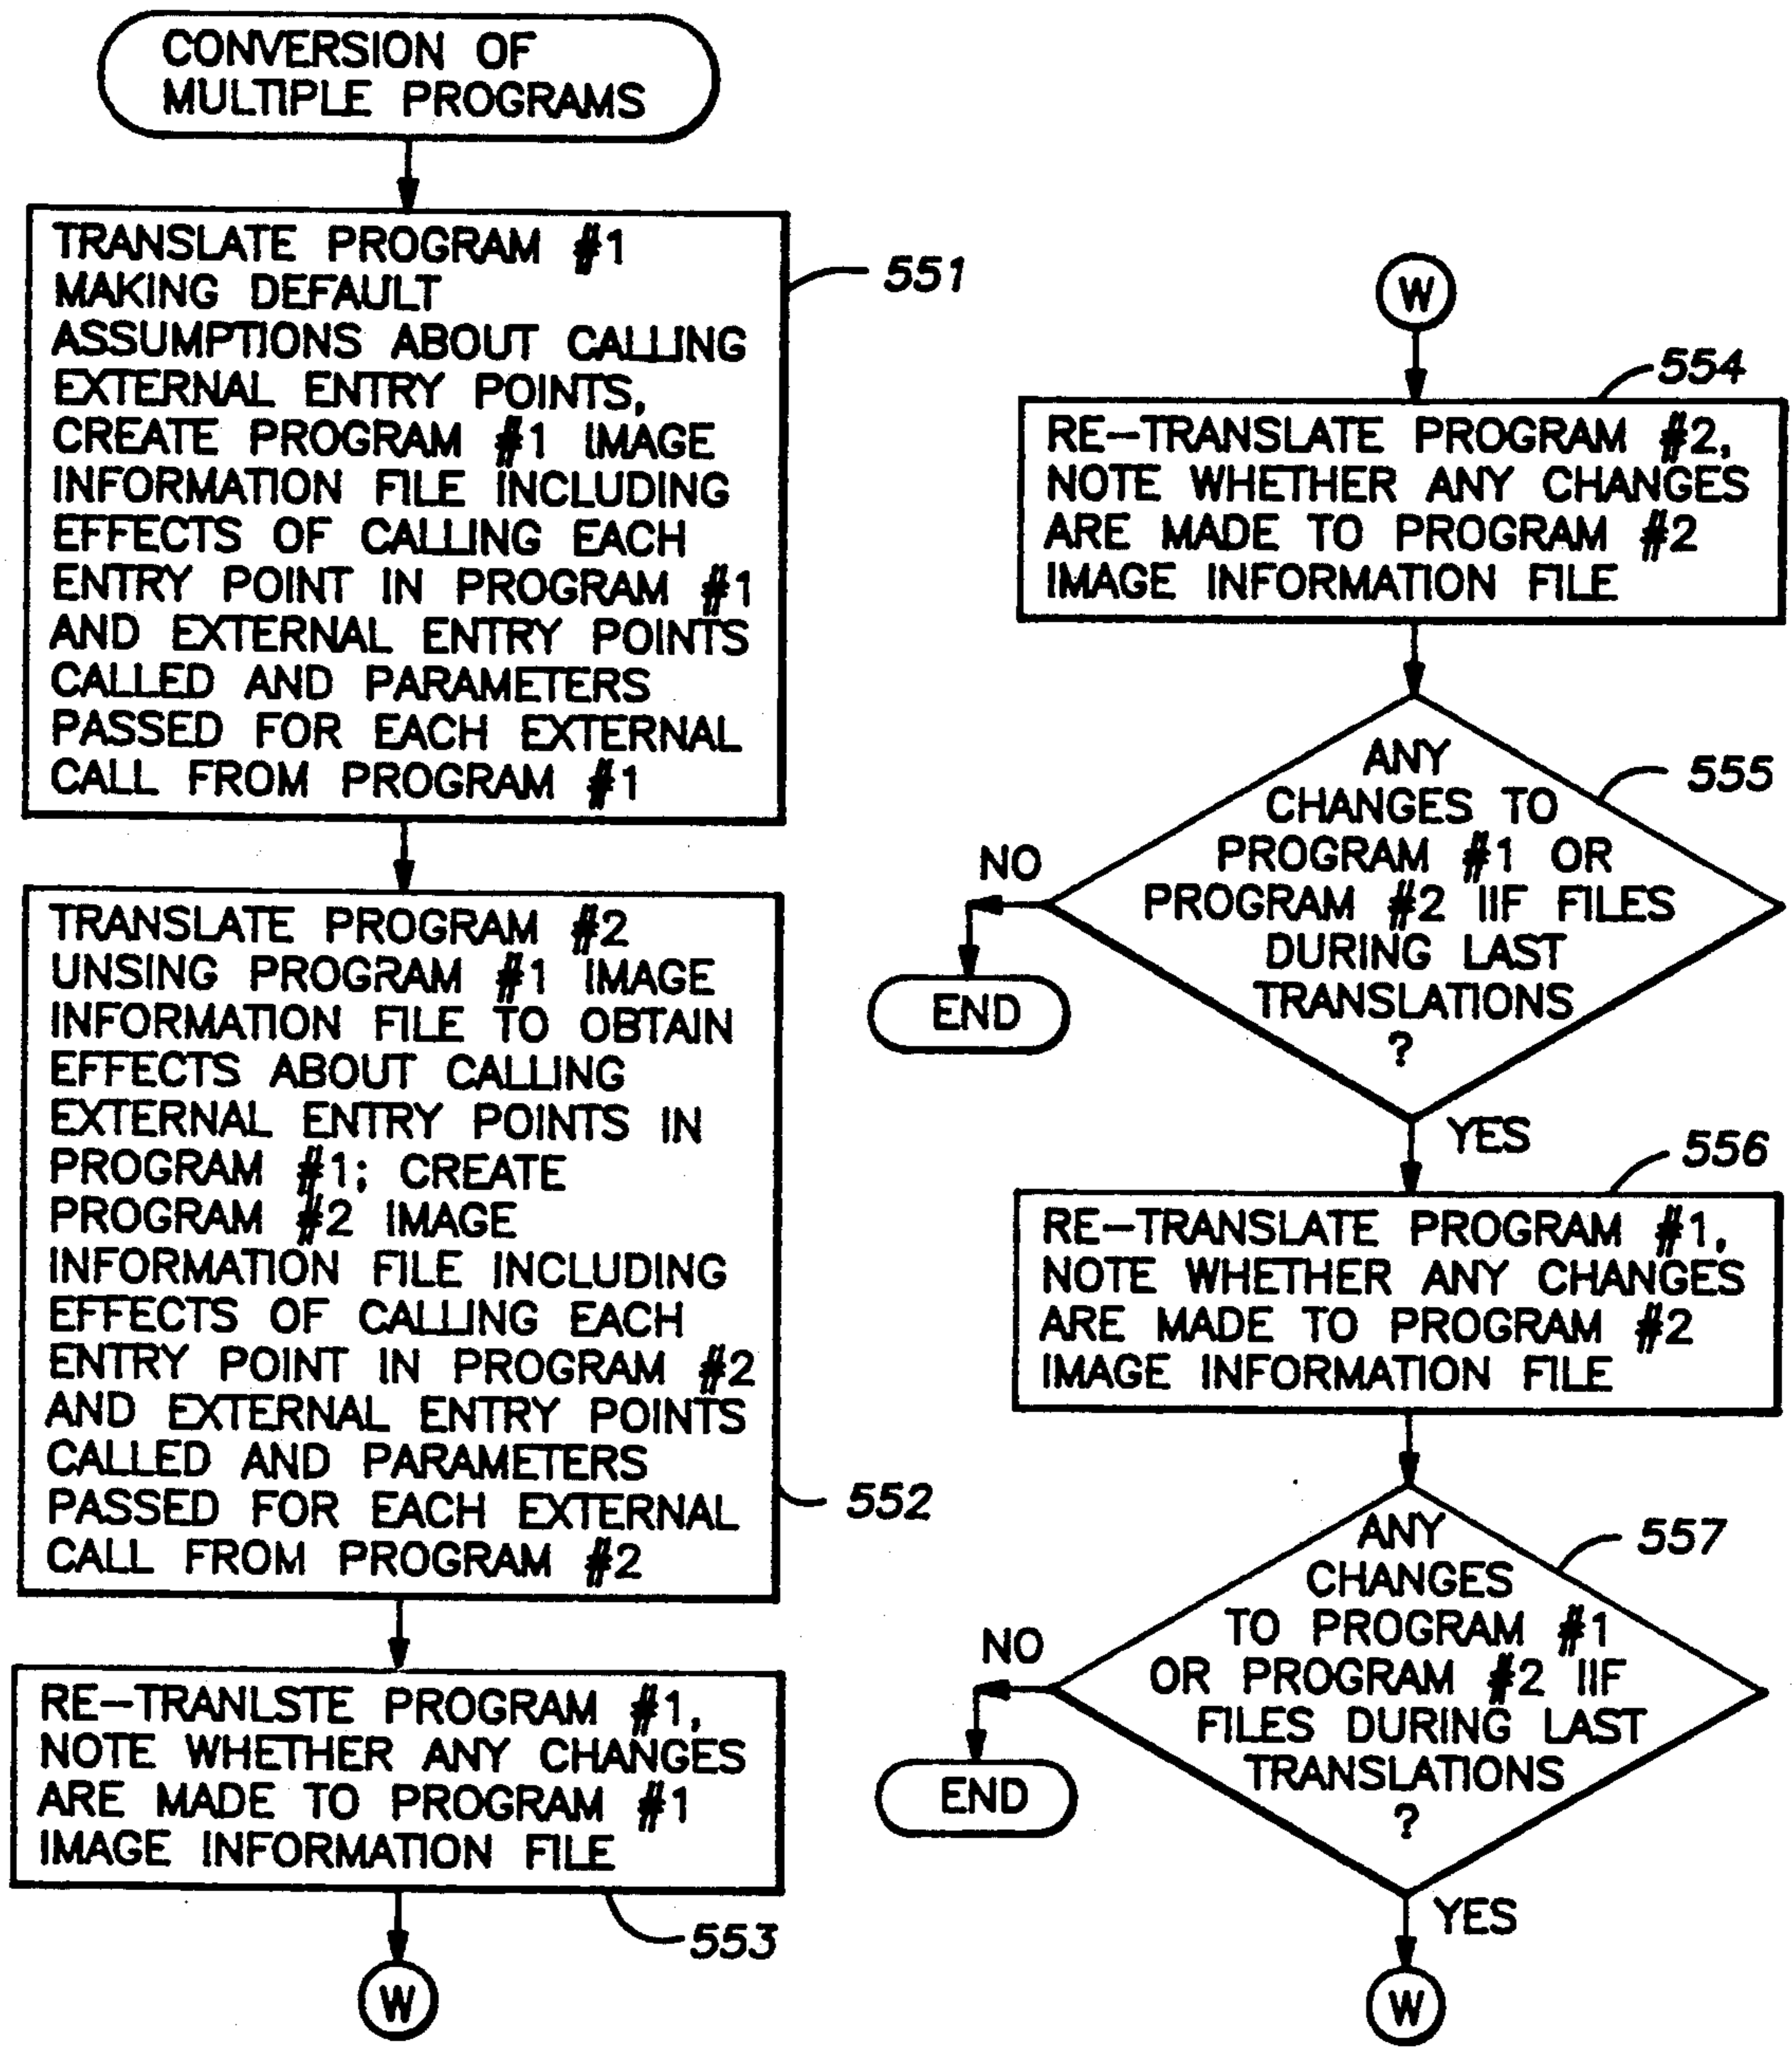 CONVERSION OF
MULTIPLE PROGRAMS
TRANSLATE PROGRAM #1
MAKING DEFAULT
ASSUMPTIONS ABOUT CALLING
EXTERNAL ENTRY POINTS,
CREATE PROGRAM #1 IMAGE
INFORMATION FILE INCLUDING
EFFECTS OF CALLING EACH
ENTRY POINT IN PROGRAM #1
AND EXTERNAL ENTRY POINTS
CALLED AND PARAMETERS
PASSED FOR EACH EXTERNAL
CALL FROM PROGRAM #1
551
TRANSLATE PROGRAM #2
UNSING PROGRAM #1 IMAGE
INFORMATION FILE TO OBTAIN
EFFECTS ABOUT CALLING
EXTERNAL ENTRY POINTS IN
PROGRAM #1; CREATE
PROGRAM #2 IMAGE
INFORMATION FILE INCLUDING
EFFECTS OF CALLING EACH
ENTRY POINT IN PROGRAM #2
AND EXTERNAL ENTRY POINTS
CALLED AND PARAMETERS
PASSED FOR EACH EXTERNAL
CALL FROM PROGRAM #2
552
RE-TRANLSTE PROGRAM #1,
NOTE WHETHER ANY CHANGES
ARE MADE TO PROGRAM #1
IMAGE INFORMATION FILE
553
W
W
554
RE-TRANSLATE PROGRAM #2,
NOTE WHETHER ANY CHANGES
ARE MADE TO PROGRAM #2
IMAGE INFORMATION FILE
ANY
CHANGES TO
PROGRAM #1 OR
PROGRAM #2 IIF FILES
DURING LAST
TRANSLATIONS
?
555
NO
END
YES
556
RE-TRANSLATE PROGRAM #1,
NOTE WHETHER ANY CHANGES
ARE MADE TO PROGRAM #2
IMAGE INFORMATION FILE
ANY
CHANGES
TO PROGRAM #1
OR PROGRAM #2 IIF
FILES DURING LAST
TRANSLATIONS
?
557
NO
END
YES
W